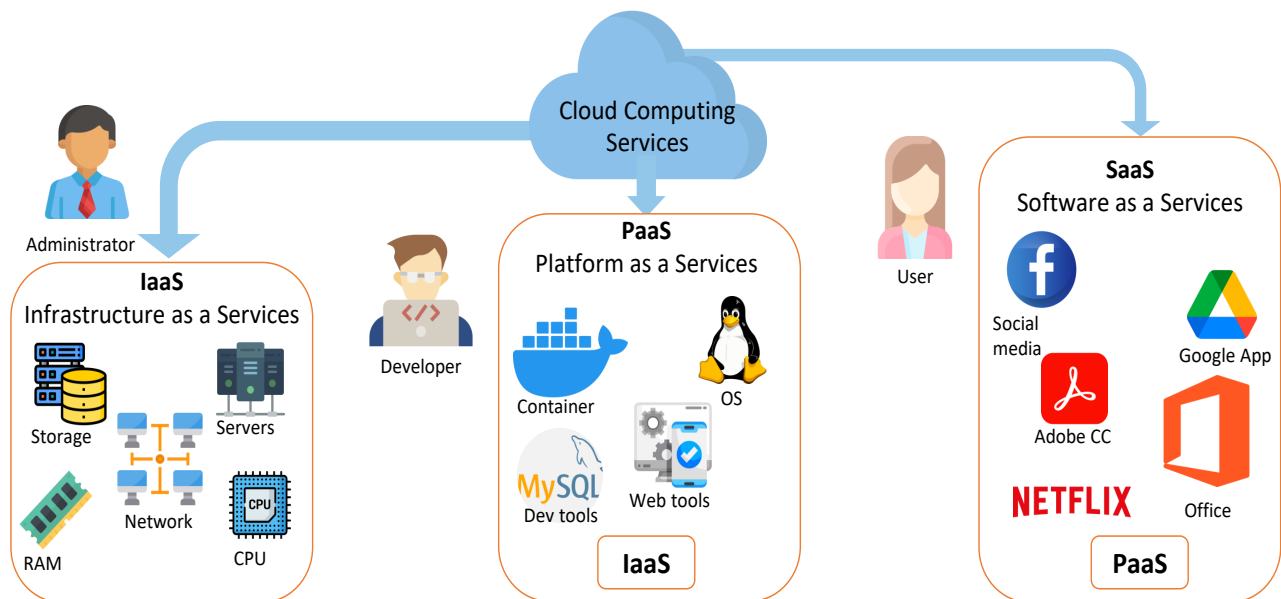 Cloud Computing
Services
Administrator
IaaS
Infrastructure as a Services
Storage
Servers
Network
RAM
CPU
CPU
Developer
</>
PaaS
Platform as a Services
Container
OS
MySQL
Dev tools
Web tools
IaaS
User
SaaS
Software as a Services
f
Social
media
Google App
Adobe CC
NETFLIX
Office
PaaS